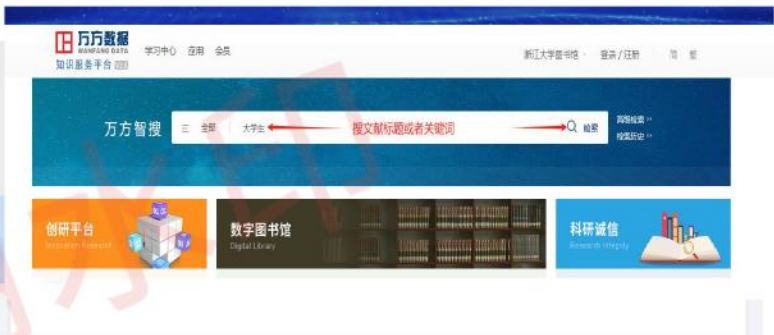 万方数据
WANFANG DATA
知识服务平台
学习中心 应用 会员
浙江大学图书馆
登录 / 注册
简 繁
万方智搜
全部
大学生
搜文献标题或者关键词
检索
高级检索 >>
检索历史 >>
创研平台
Innovation Research
数字图书馆
Digital Library
科研诚信
Research Integrity
水印